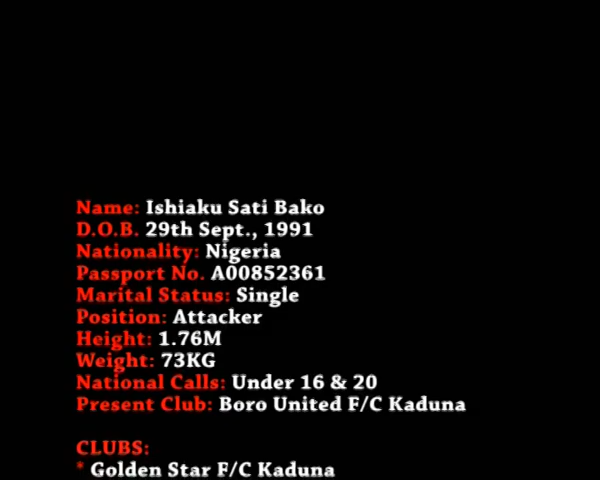 Name: Ishiaku Sati Bako
D.O.B. 29th Sept., 1991
Nationality: Nigeria
Passport No. A00852361
Marital Status: Single
Position: Attacker
Height: 1.76M
Weight: 73KG
National Calls: Under 16 & 20
Present Club: Boro United F/C Kaduna
CLUBS:
* Golden Star F/C Kaduna